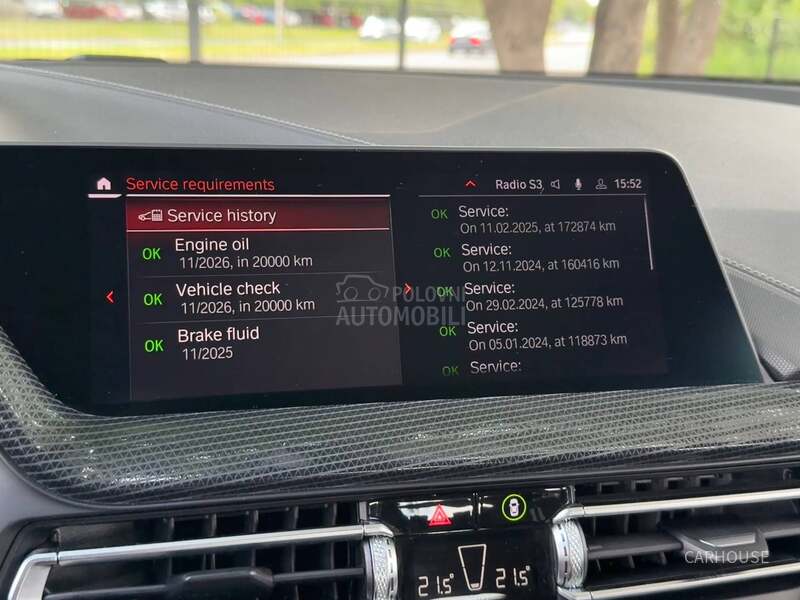 Service requirements
Radio S3
15:52
Service history
OK Engine oil
11/2026, in 20000 km
OK Vehicle check
11/2026, in 20000 km
OK Brake fluid
11/2025
OK Service:
On 11.02.2025, at 172874 km
OK Service:
On 12.11.2024, at 160416 km
OK Service:
On 29.02.2024, at 125778 km
OK Service:
On 05.01.2024, at 118873 km
OK Service:
POLOVNI
AUTOMOBILI
21.5° 21.5°
CARHOUSE